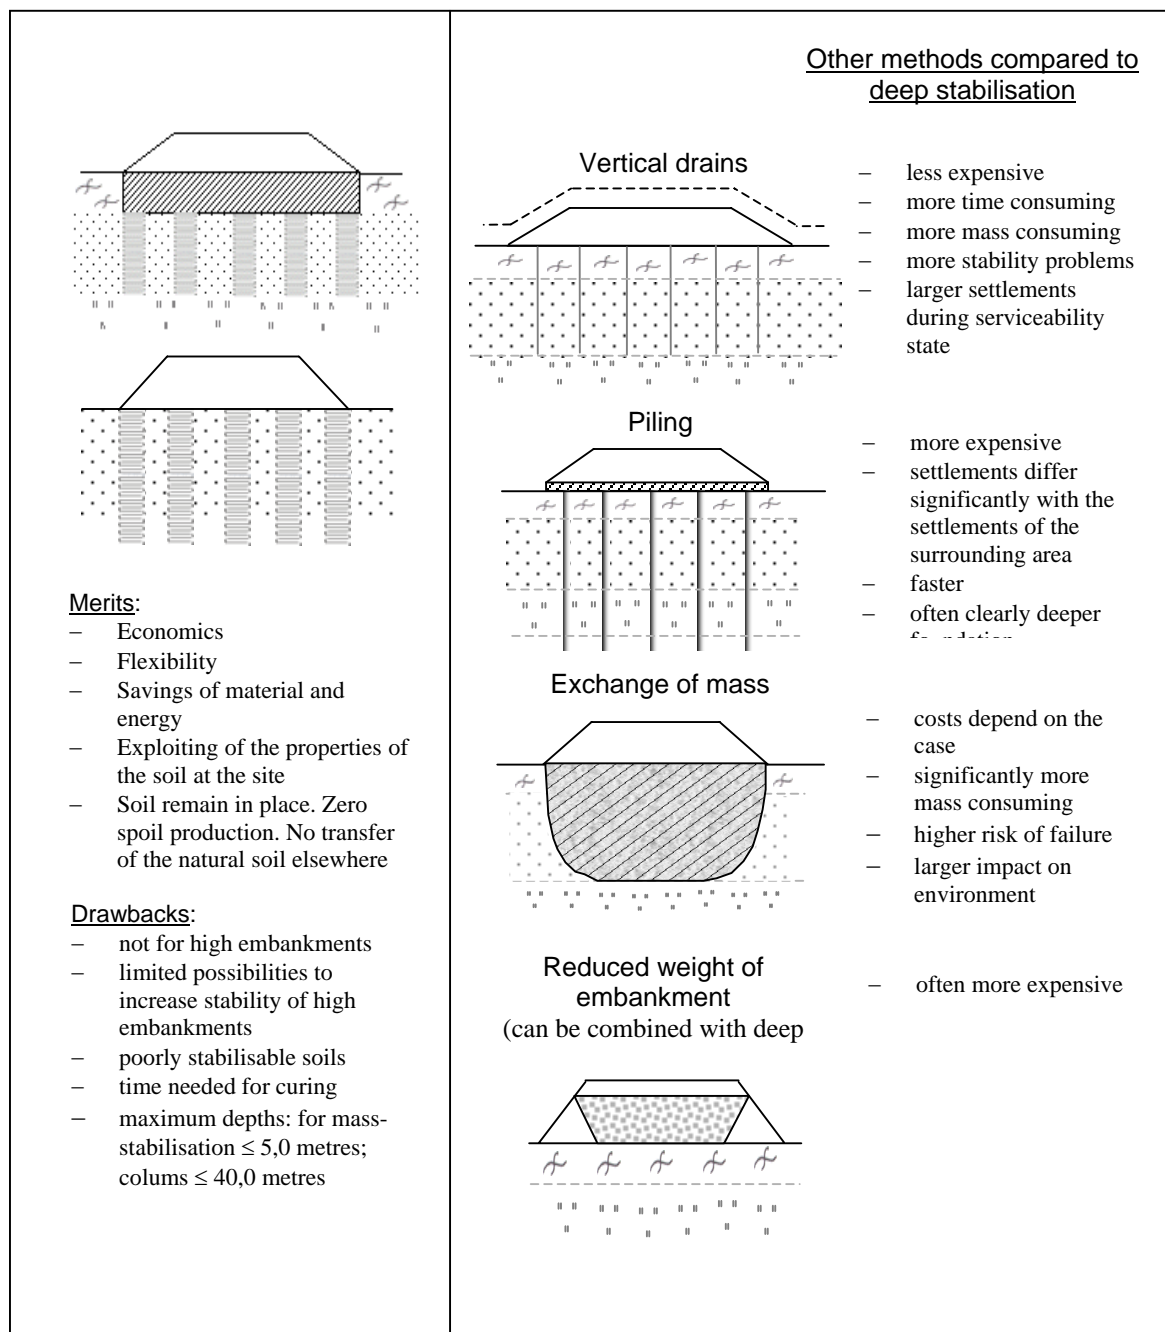 Merits:
– Economics
– Flexibility
– Savings of material and
energy
– Exploiting of the properties of
the soil at the site
– Soil remain in place. Zero
spoil production. No transfer
of the natural soil elsewhere
Drawbacks:
– not for high embankments
– limited possibilities to
increase stability of high
embankments
– poorly stabilisable soils
– time needed for curing
– maximum depths: for mass-
stabilisation ≤ 5,0 metres;
colums ≤ 40,0 metres
Other methods compared to
deep stabilisation
Vertical drains
– less expensive
– more time consuming
– more mass consuming
– more stability problems
– larger settlements
during serviceability
state
Piling
– more expensive
– settlements differ
significantly with the
settlements of the
surrounding area
– faster
– often clearly deeper
Exchange of mass
– costs depend on the
case
– significantly more
mass consuming
– higher risk of failure
– larger impact on
environment
Reduced weight of
embankment
(can be combined with deep
– often more expensive